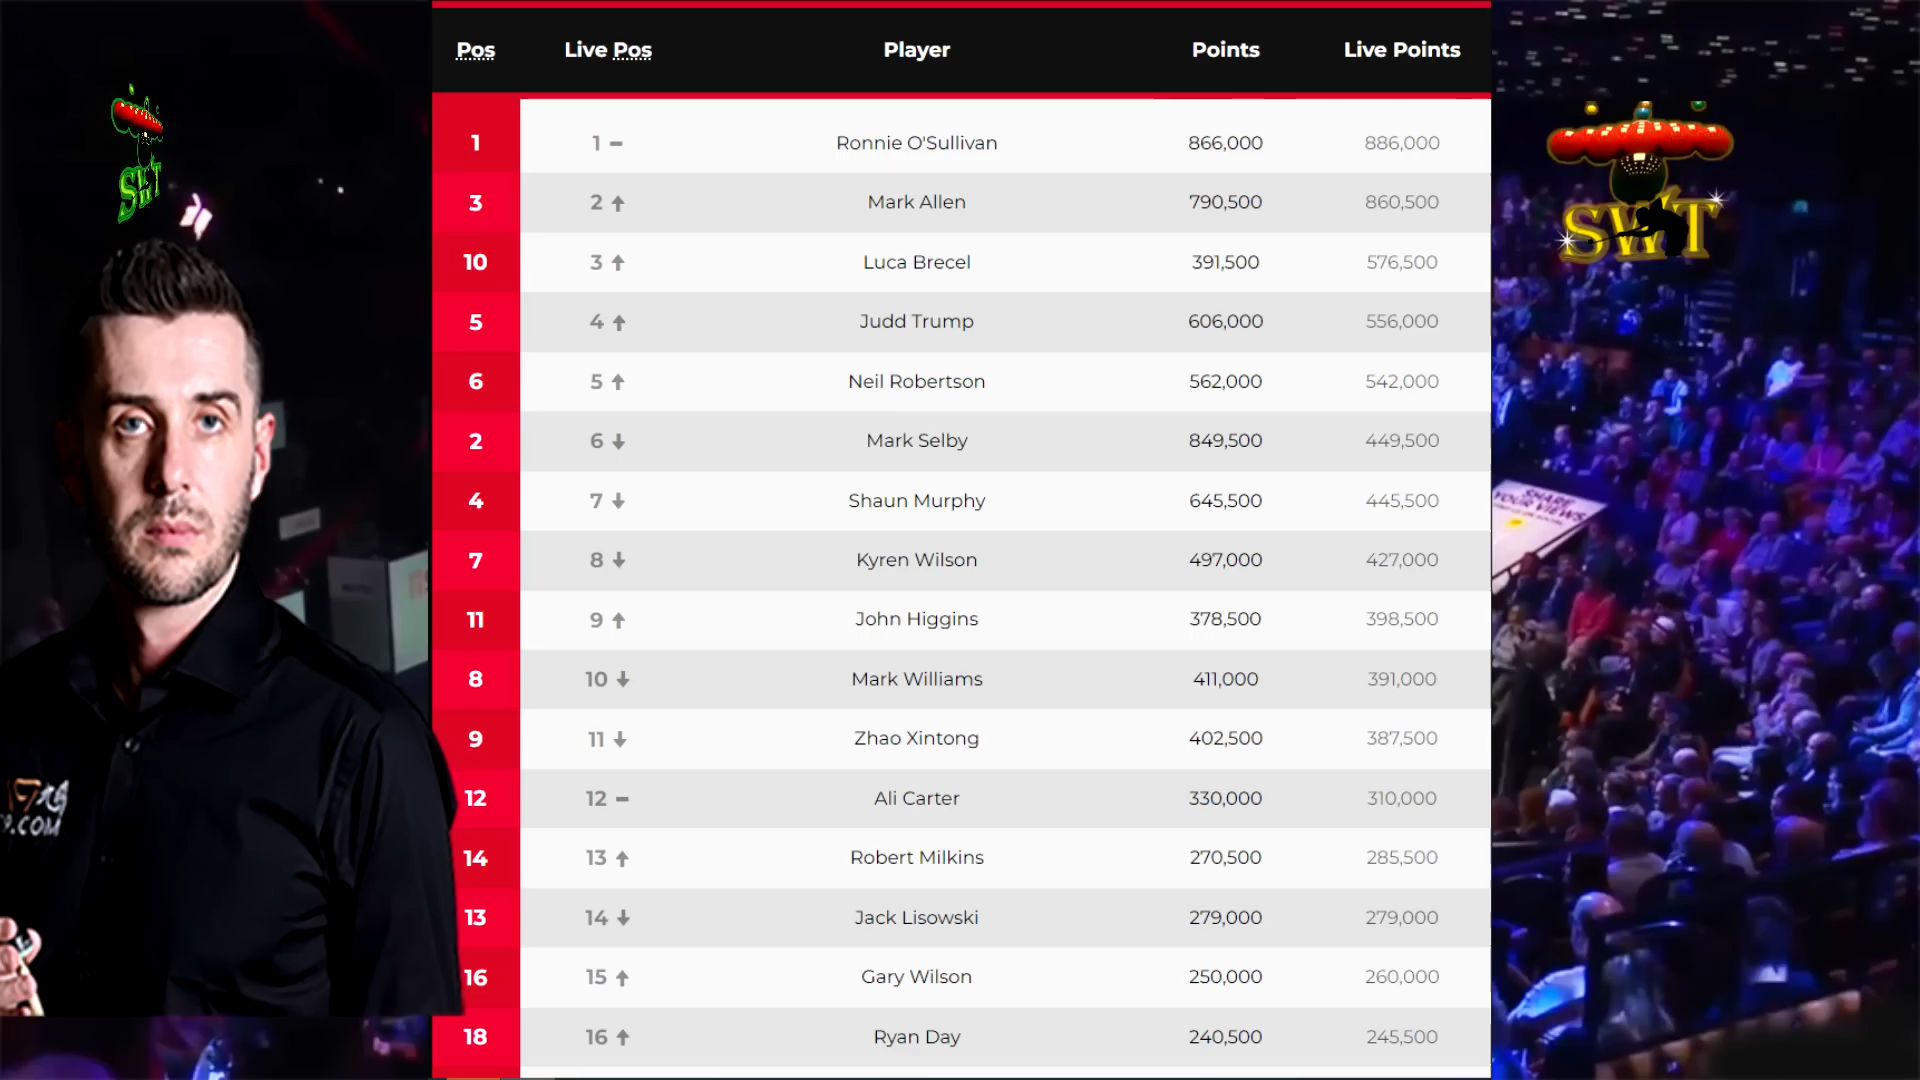 Pos Live Pos Player Points Live Points
1 1 Ronnie O'Sullivan 866,000 886,000
3 2 Mark Allen 790,500 860,500
10 3 Luca Brecel 391,500 576,500
5 4 Judd Trump 606,000 556,000
6 5 Neil Robertson 562,000 542,000
2 6 Mark Selby 849,500 449,500
4 7 Shaun Murphy 645,500 445,500
7 8 Kyren Wilson 497,000 427,000
11 9 John Higgins 378,500 398,500
8 10 Mark Williams 411,000 391,000
9 11 Zhao Xintong 402,500 387,500
12 12 Ali Carter 330,000 310,000
14 13 Robert Milkins 270,500 285,500
13 14 Jack Lisowski 279,000 279,000
16 15 Gary Wilson 250,000 260,000
18 16 Ryan Day 240,500 245,500
SWT
SWT
SHARE
YOUR VIEWS
9.COM